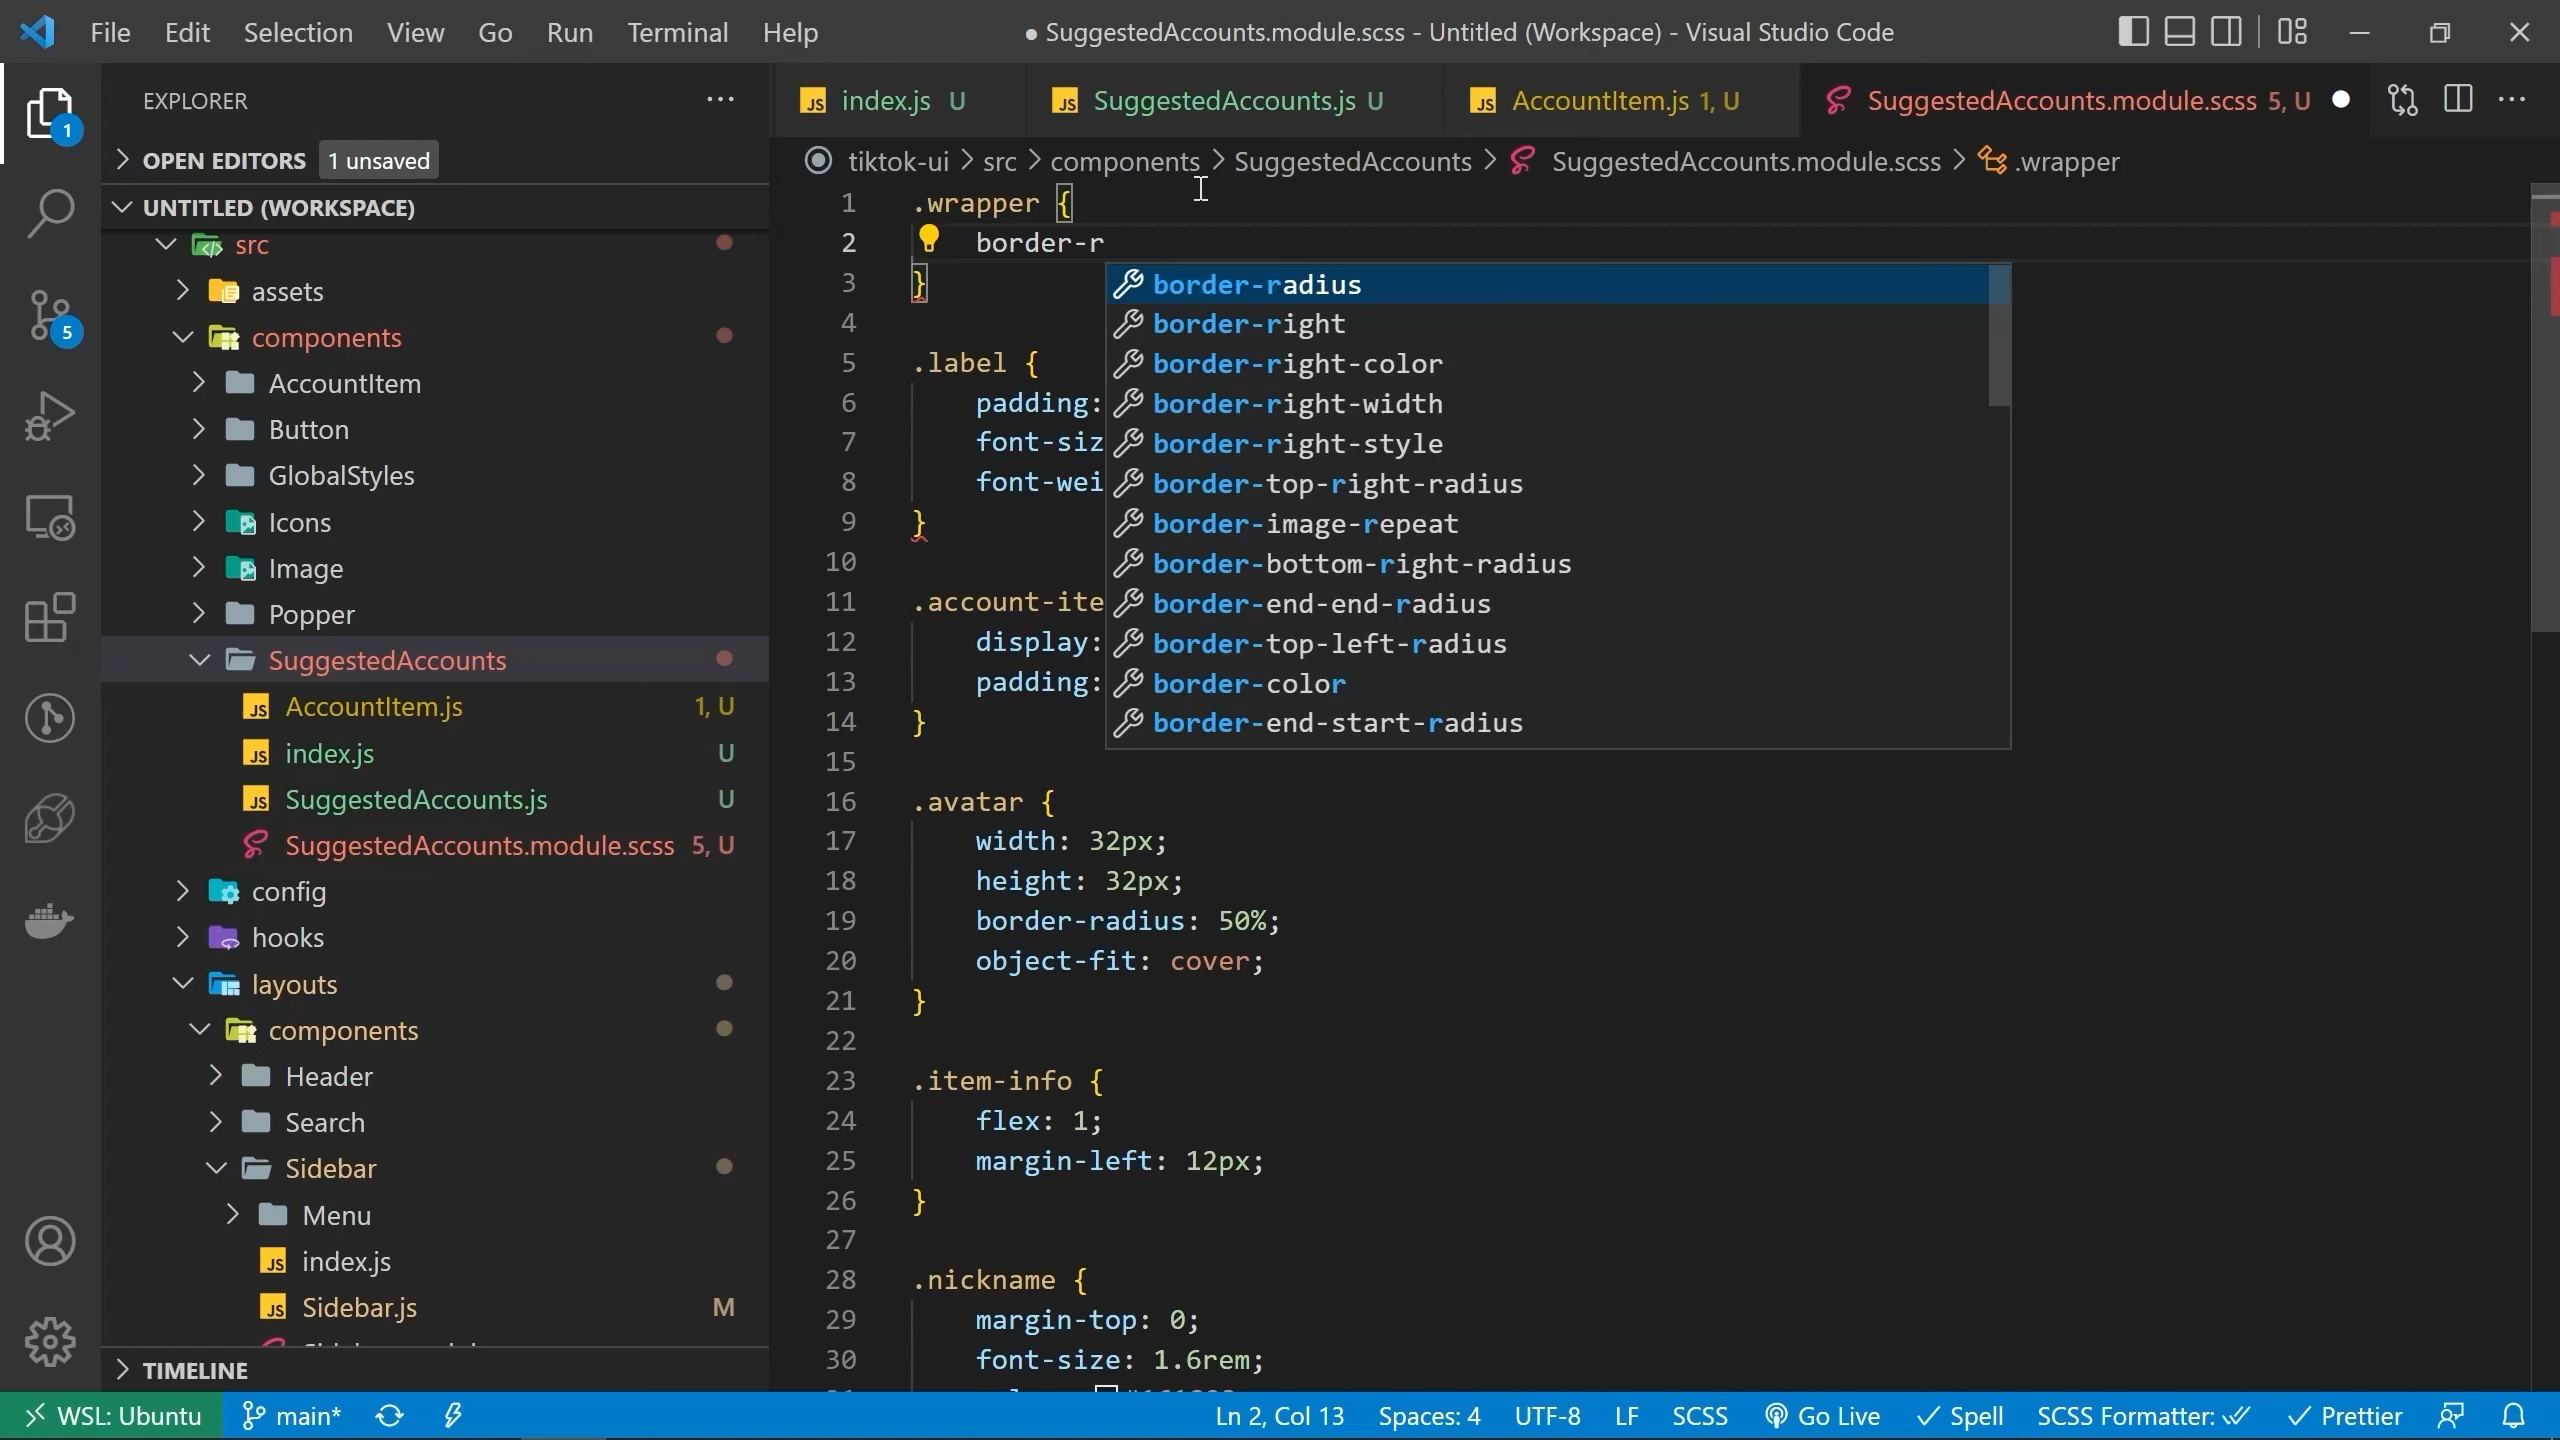 File Edit Selection View Go Run Terminal Help
● SuggestedAccounts.module.scss - Untitled (Workspace) - Visual Studio Code
EXPLORER
OPEN EDITORS 1 unsaved
UNTITLED (WORKSPACE)
src
assets
components
AccountItem
Button
GlobalStyles
Icons
Image
Popper
SuggestedAccounts
AccountItem.js 1, U
index.js U
SuggestedAccounts.js U
SuggestedAccounts.module.scss 5, U
config
hooks
layouts
components
Header
Search
Sidebar
Menu
index.js
Sidebar.js M
TIMELINE
1
5
index.js U
SuggestedAccounts.js U
AccountItem.js 1, U
SuggestedAccounts.module.scss 5, U
tiktok-ui > src > components > SuggestedAccounts > SuggestedAccounts.module.scss > .wrapper
1 .wrapper {
2 border-r
3 }
4
5 .label {
6 padding:
7 font-siz
8 font-wei
9 }
10
11 .account-ite
12 display:
13 padding:
14 }
15
16 .avatar {
17 width: 32px;
18 height: 32px;
19 border-radius: 50%;
20 object-fit: cover;
21 }
22
23 .item-info {
24 flex: 1;
25 margin-left: 12px;
26 }
27
28 .nickname {
29 margin-top: 0;
30 font-size: 1.6rem;
border-radius
border-right
border-right-color
border-right-width
border-right-style
border-top-right-radius
border-image-repeat
border-bottom-right-radius
border-end-end-radius
border-top-left-radius
border-color
border-end-start-radius
WSL: Ubuntu main* Ln 2, Col 13 Spaces: 4 UTF-8 LF SCSS Go Live Spell SCSS Formatter: Prettier